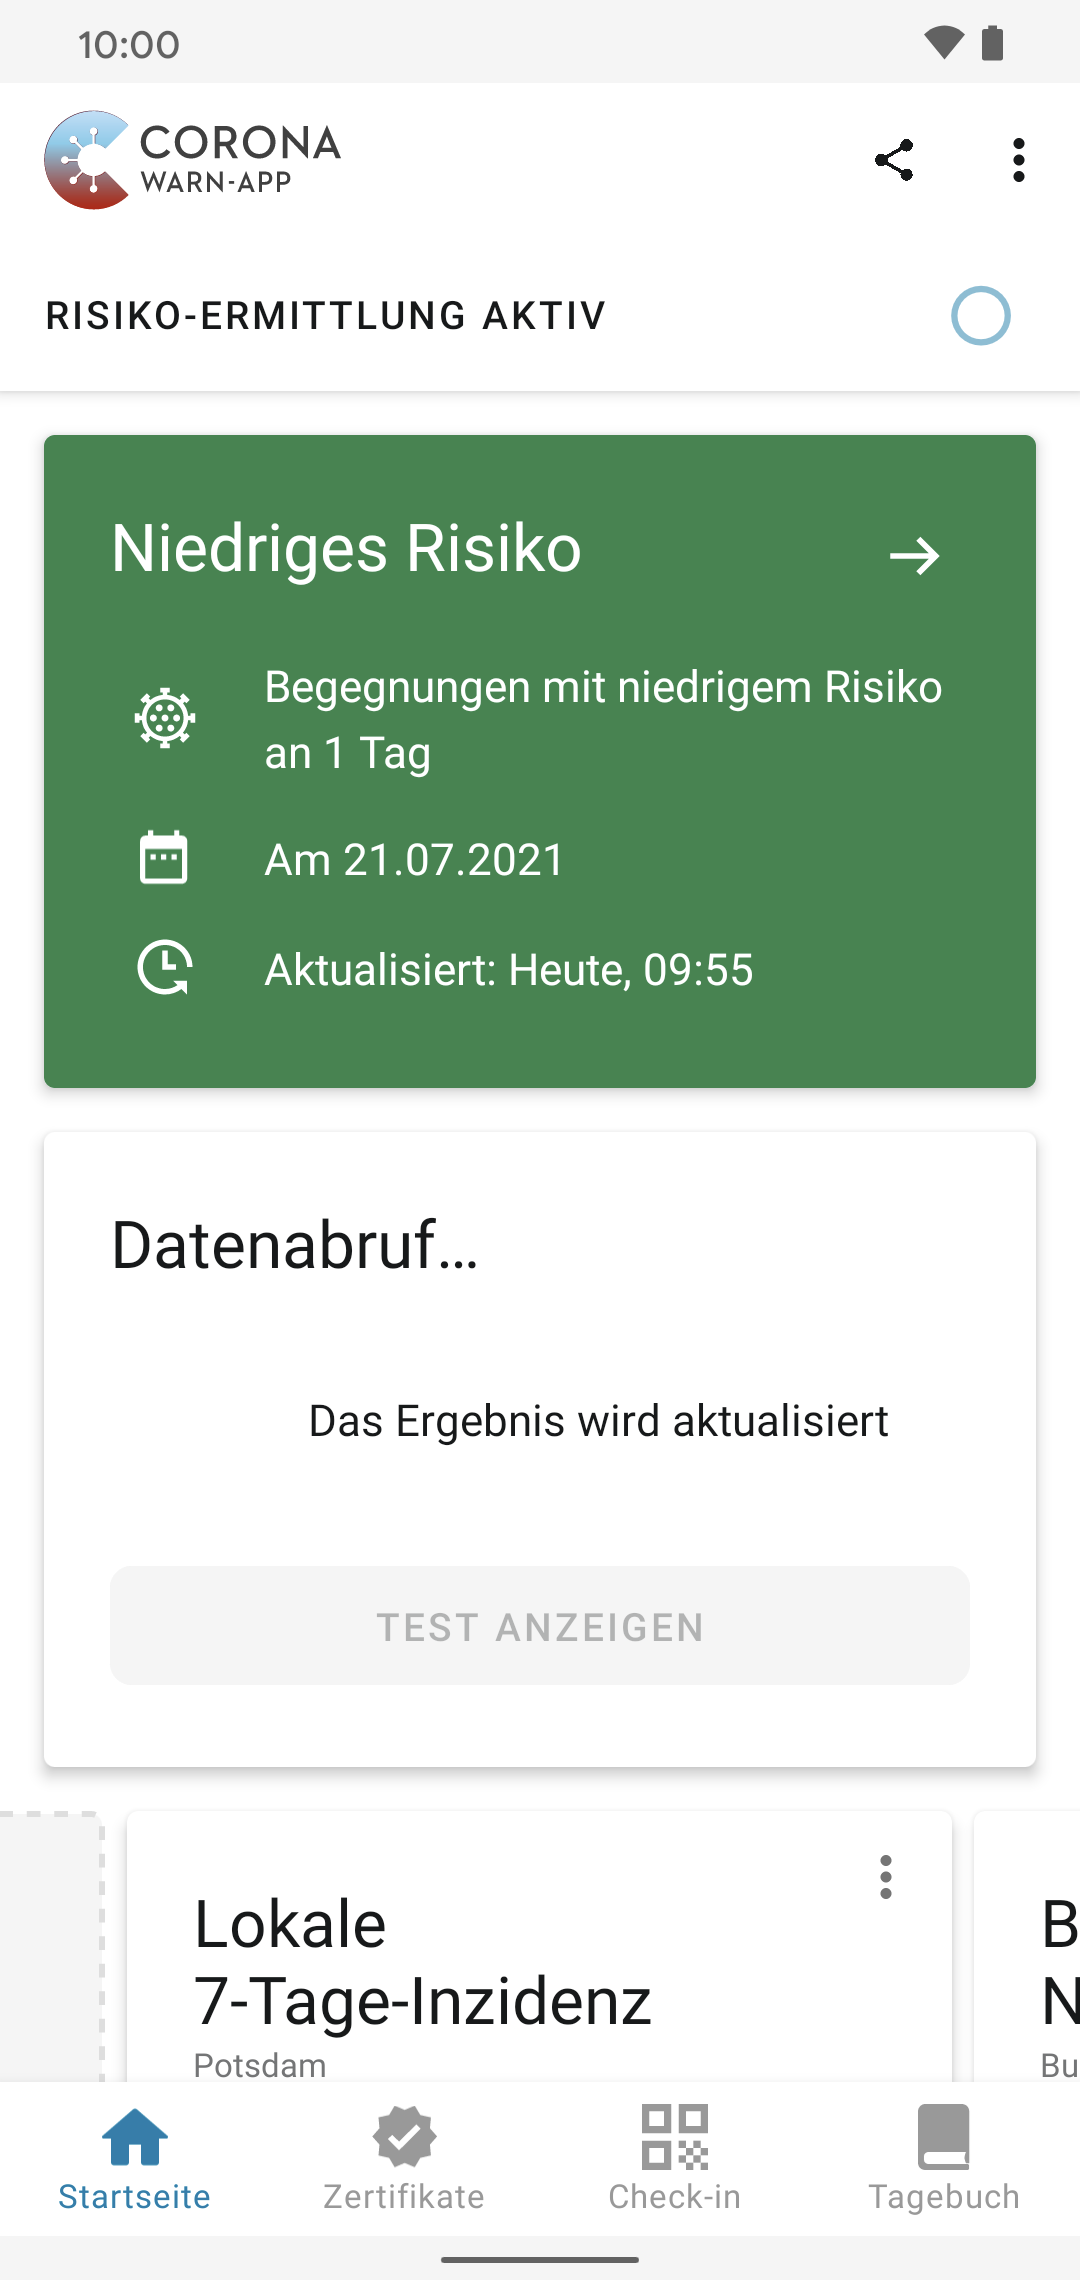 10:00
CORONA
WARN-APP
RISIKO-ERMITTLUNG AKTIV
Niedriges Risiko
Begegnungen mit niedrigem Risiko
an 1 Tag
Am 21.07.2021
Aktualisiert: Heute, 09:55
Datenabruf…
Das Ergebnis wird aktualisiert
TEST ANZEIGEN
Lokale
7-Tage-Inzidenz
Potsdam
B
N
Bu
Startseite
Zertifikate
Check-in
Tagebuch